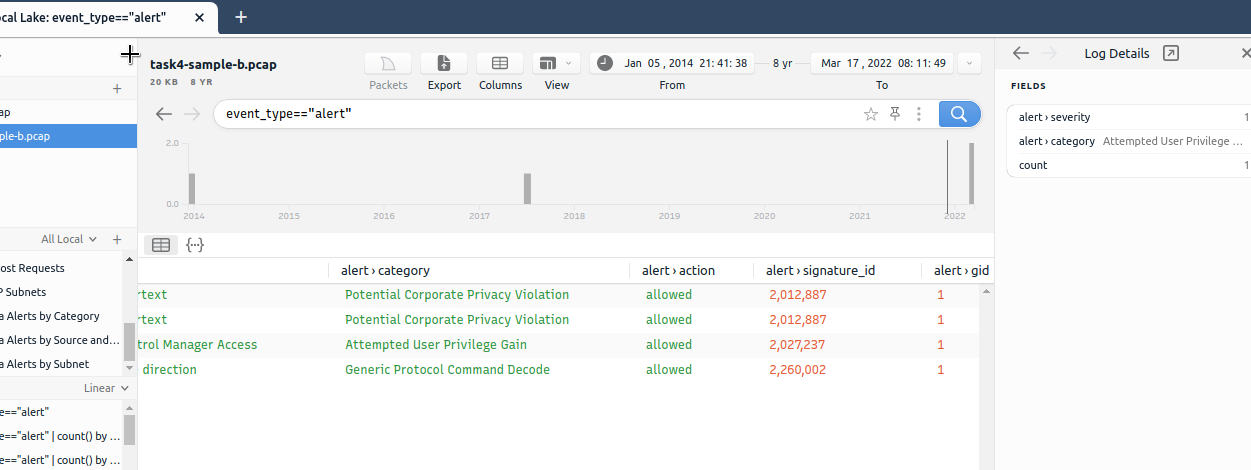 ocal Lake: event_type=="alert"
task4-sample-b.pcap
20 KB 8 YR
Packets
Export
Columns
View
Jan 05 , 2014 21 : 41 : 38
From
8 yr
Mar 17 , 2022 08 : 11 : 49
To
event_type=="alert"
2.0
0.0
2014 2015 2016 2017 2018 2019 2020 2021 2022
ap
ple-b.pcap
All Local
ost Requests
P Subnets
a Alerts by Category
a Alerts by Source and...
a Alerts by Subnet
Linear
e=="alert"
e=="alert" | count() by ...
e=="alert" | count() by ...
alert › category alert › action alert › signature_id alert › gid
rtext Potential Corporate Privacy Violation allowed 2,012,887 1
rtext Potential Corporate Privacy Violation allowed 2,012,887 1
trol Manager Access Attempted User Privilege Gain allowed 2,027,237 1
direction Generic Protocol Command Decode allowed 2,260,002 1
Log Details
FIELDS
alert › severity 1
alert › category Attempted User Privilege ...
count 1